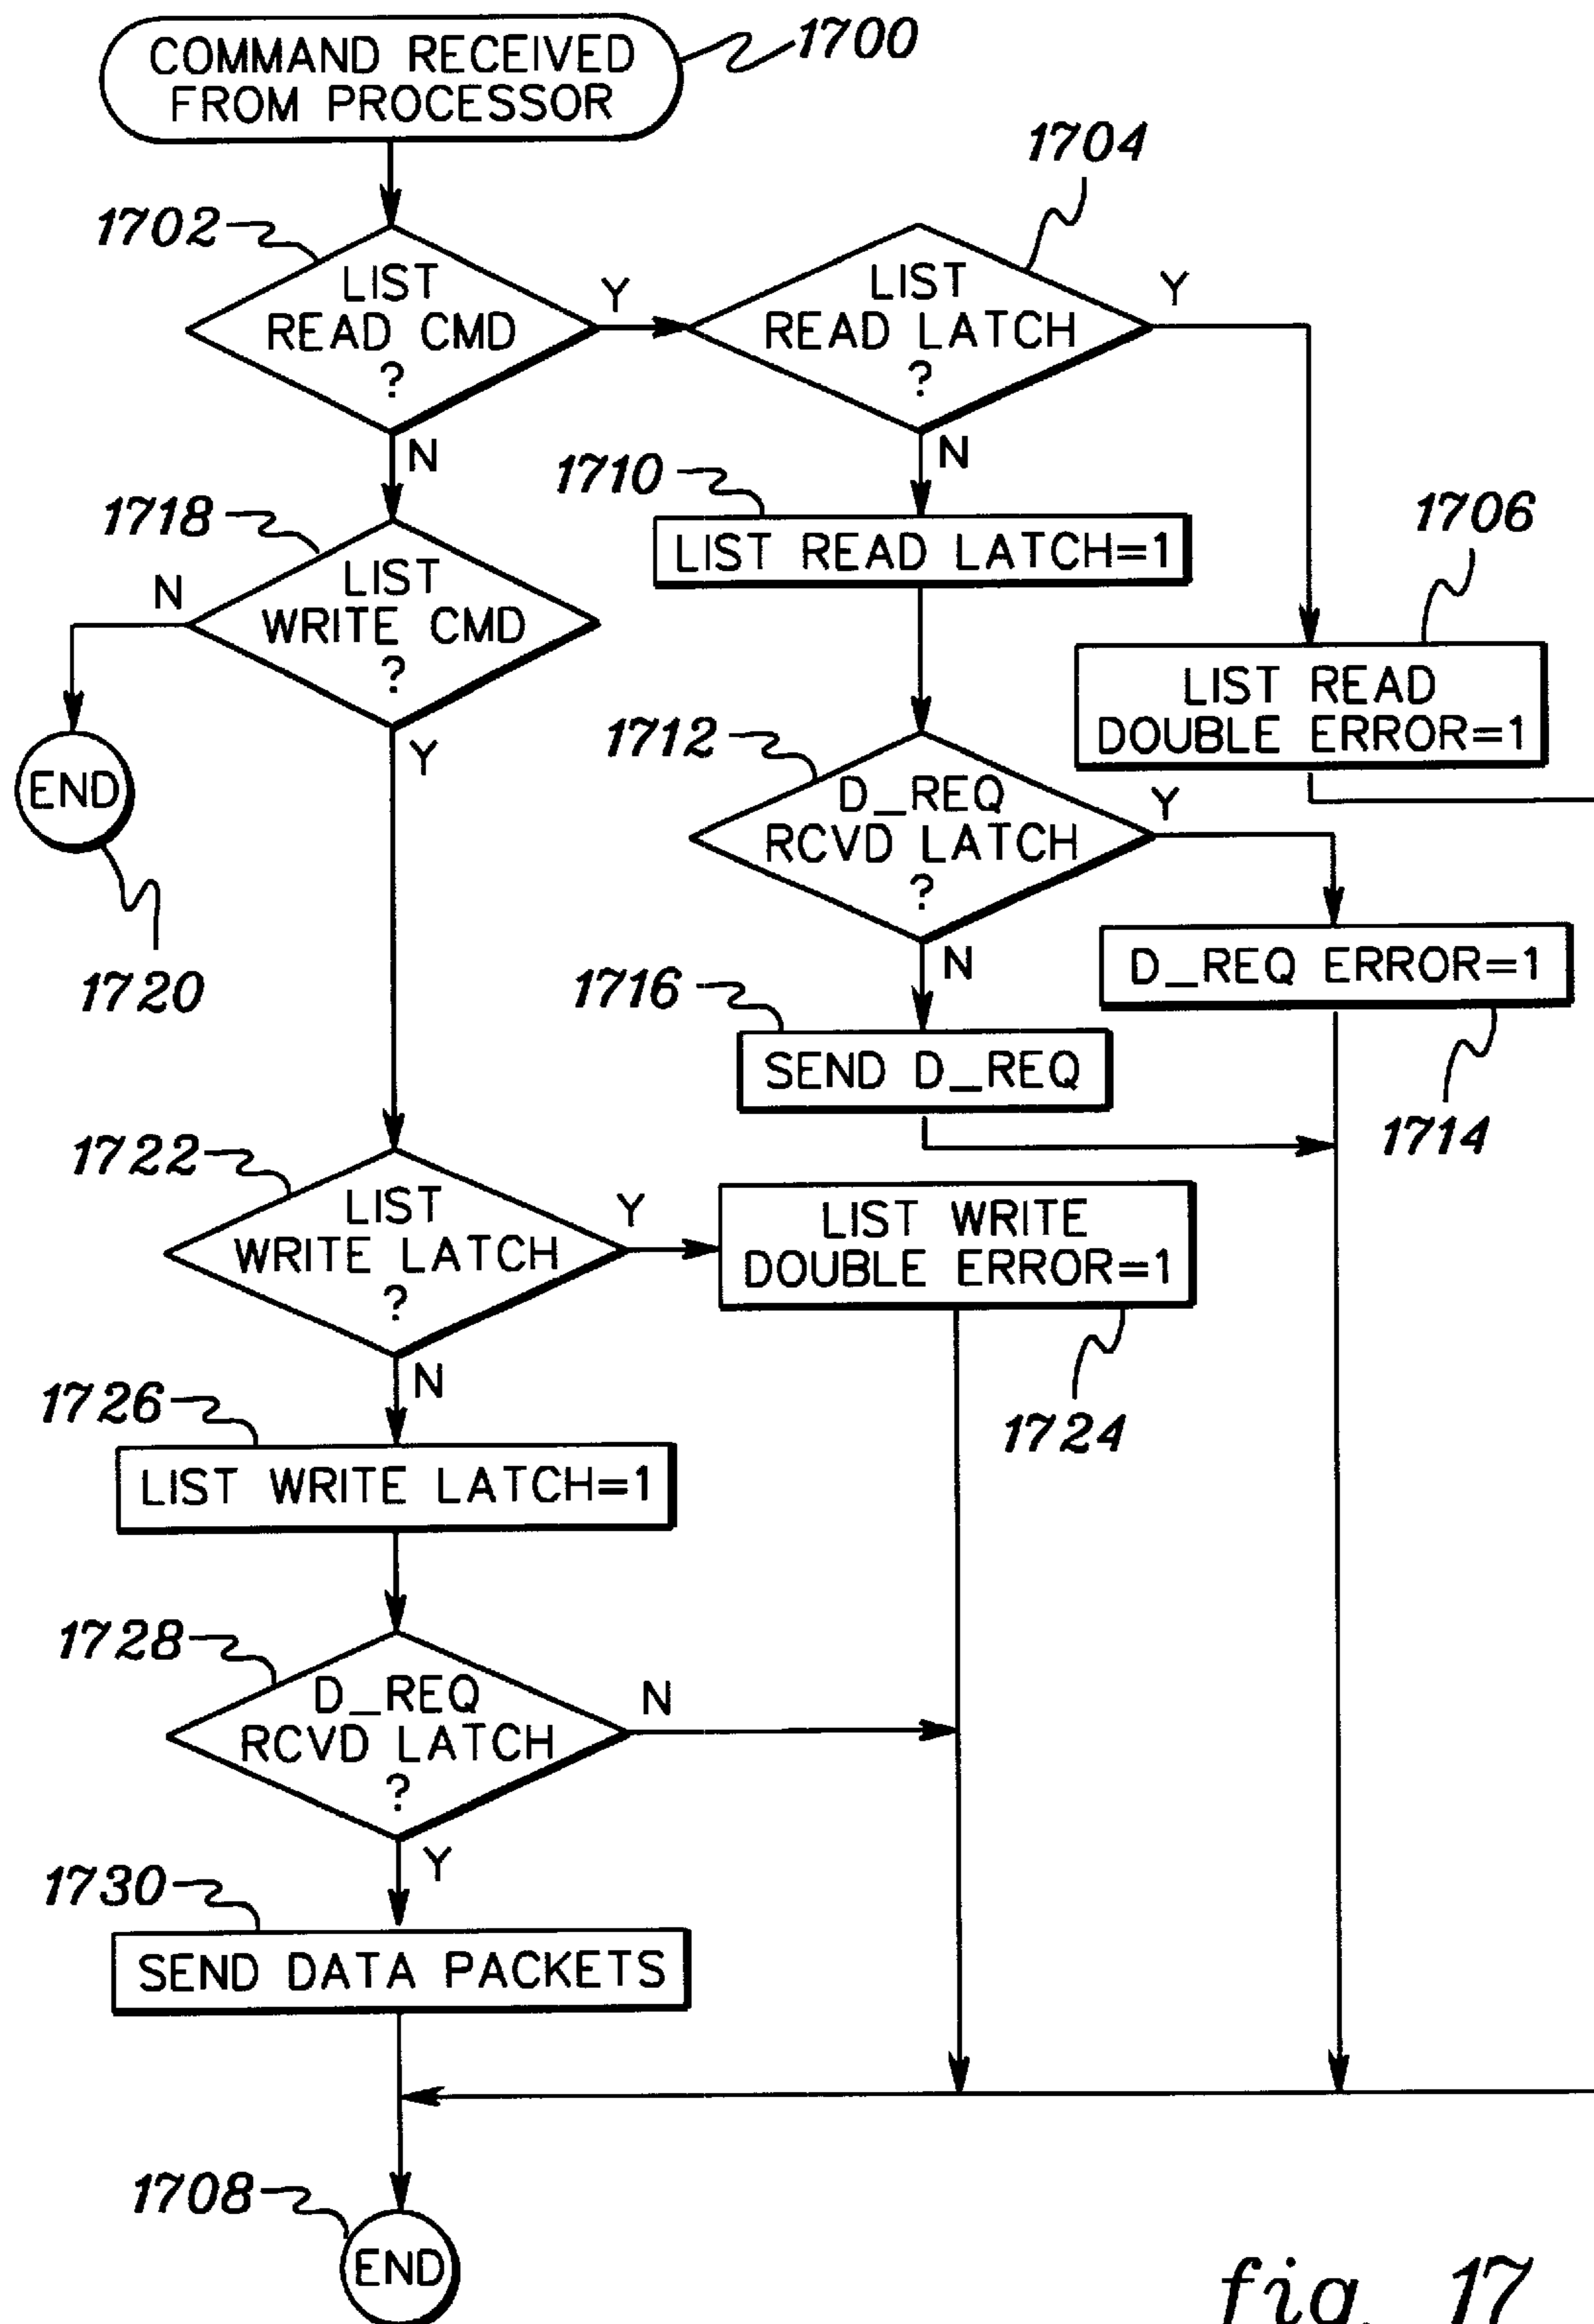 COMMAND RECEIVED
FROM PROCESSOR
1700
1704
1702
LIST
READ CMD
?
Y
LIST
READ LATCH
?
Y
N
N
1710
1706
1718
LIST READ LATCH=1
N
LIST
WRITE CMD
?
LIST READ
DOUBLE ERROR=1
1712
Y
END
D_REQ
RCVD LATCH
?
Y
1720
N
D_REQ ERROR=1
1716
SEND D_REQ
1714
1722
LIST
WRITE LATCH
?
Y
LIST WRITE
DOUBLE ERROR=1
N
1726
1724
LIST WRITE LATCH=1
1728
D_REQ
RCVD LATCH
?
N
Y
1730
SEND DATA PACKETS
1708
END
fig. 17